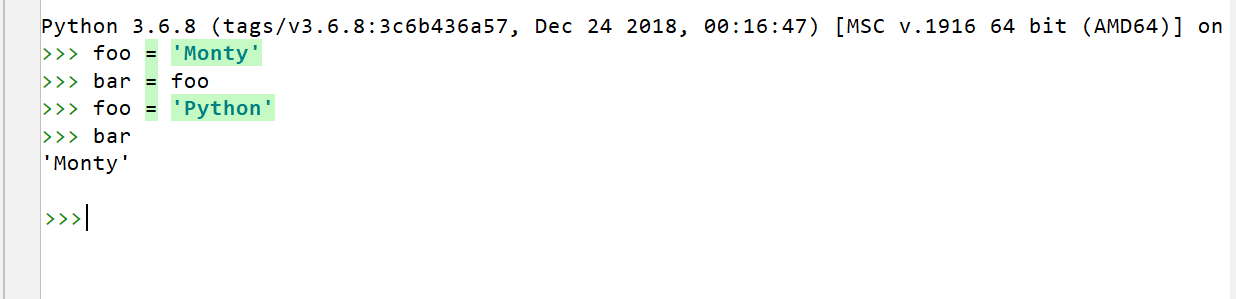 Python 3.6.8 (tags/v3.6.8:3c6b436a57, Dec 24 2018, 00:16:47) [MSC v.1916 64 bit (AMD64)] on
>>> foo = 'Monty'
>>> bar = foo
>>> foo = 'Python'
>>> bar
'Monty'
>>>